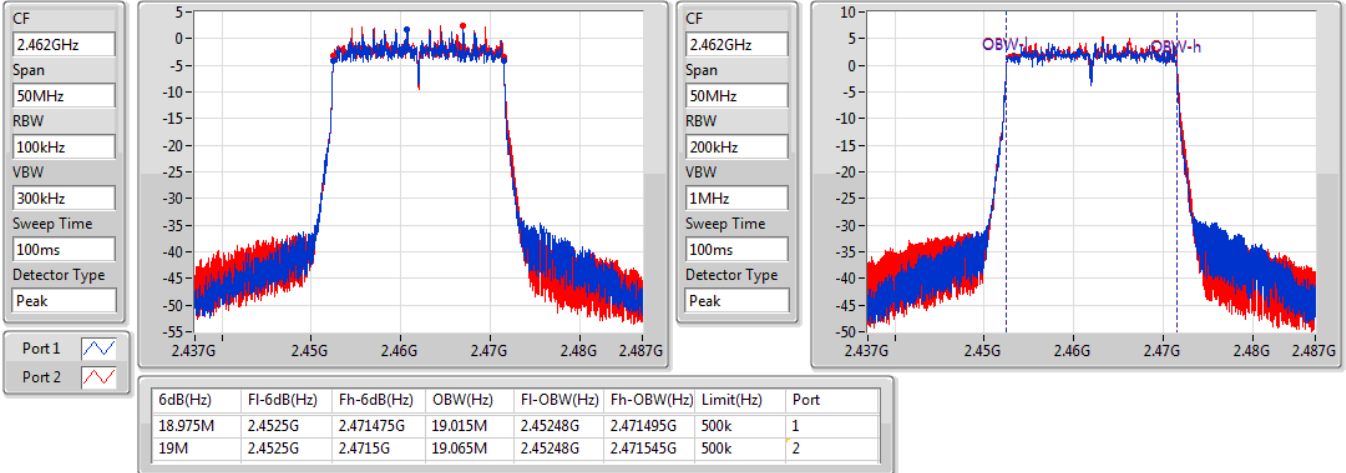 CF
2.462GHz
Span
50MHz
RBW
100kHz
VBW
300kHz
Sweep Time
100ms
Detector Type
Peak
Port 1
Port 2
5-
0-
-5-
-10-
-15-
-20-
-25-
-30-
-35-
-40-
-45-
-50-
-55-
2.437G 2.45G 2.46G 2.47G 2.48G 2.487G
CF
2.462GHz
Span
50MHz
RBW
200kHz
VBW
1MHz
Sweep Time
100ms
Detector Type
Peak
10-
5-
0-
-5-
-10-
-15-
-20-
-25-
-30-
-35-
-40-
-45-
-50-
OBW-l OBW-h
2.437G 2.45G 2.46G 2.47G 2.48G 2.487G
6dB(Hz) Fl-6dB(Hz) Fh-6dB(Hz) OBW(Hz) Fl-OBW(Hz) Fh-OBW(Hz) Limit(Hz) Port
18.975M 2.4525G 2.471475G 19.015M 2.45248G 2.471495G 500k 1
19M 2.4525G 2.4715G 19.065M 2.45248G 2.471545G 500k 2